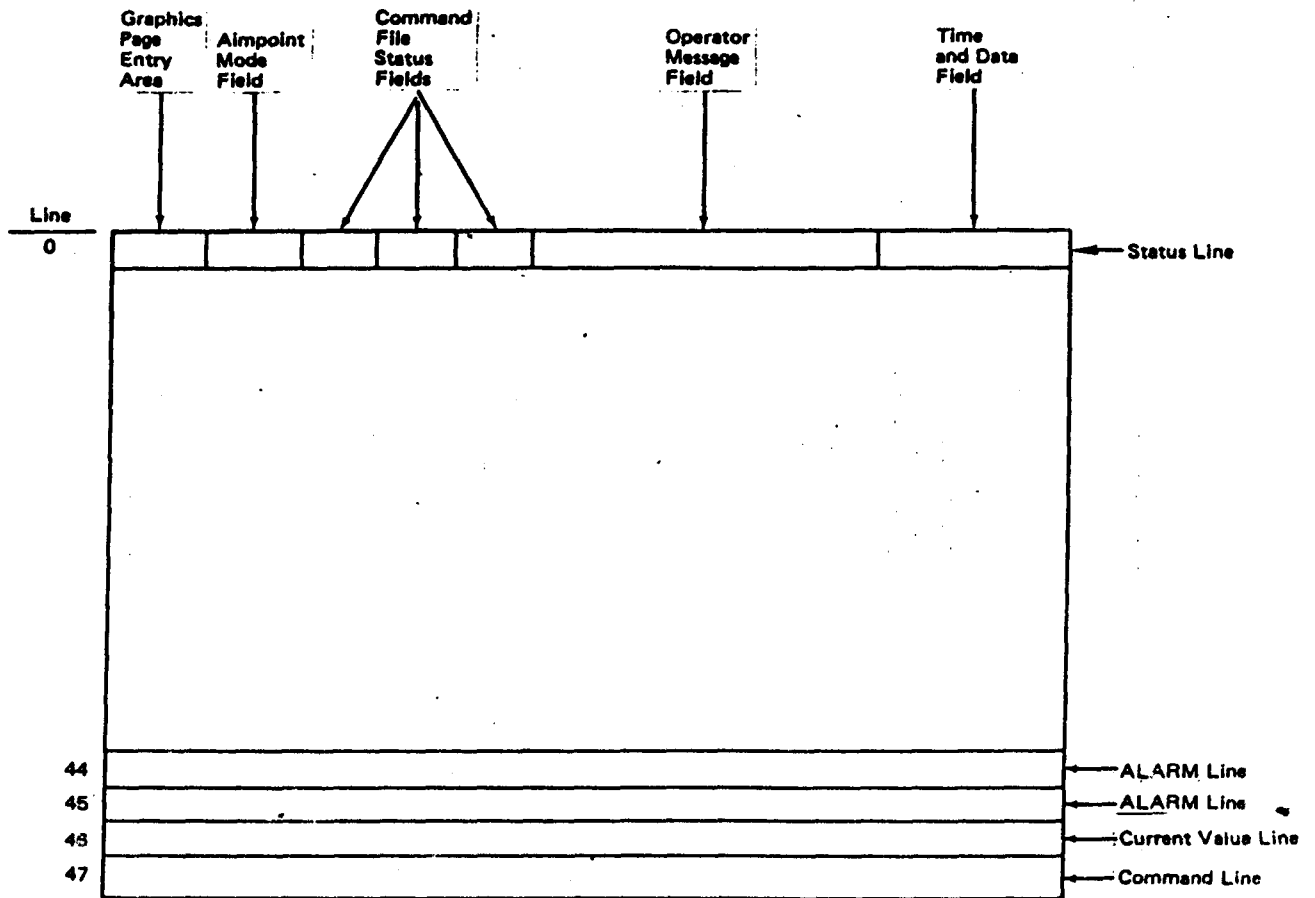 Graphics
Page
Entry
Area
Aimpoint
Mode
Field
Command
File
Status
Fields
Operator
Message
Field
Time
and Data
Field
Line
0
Status Line
44
ALARM Line
45
ALARM Line
46
Current Value Line
47
Command Line